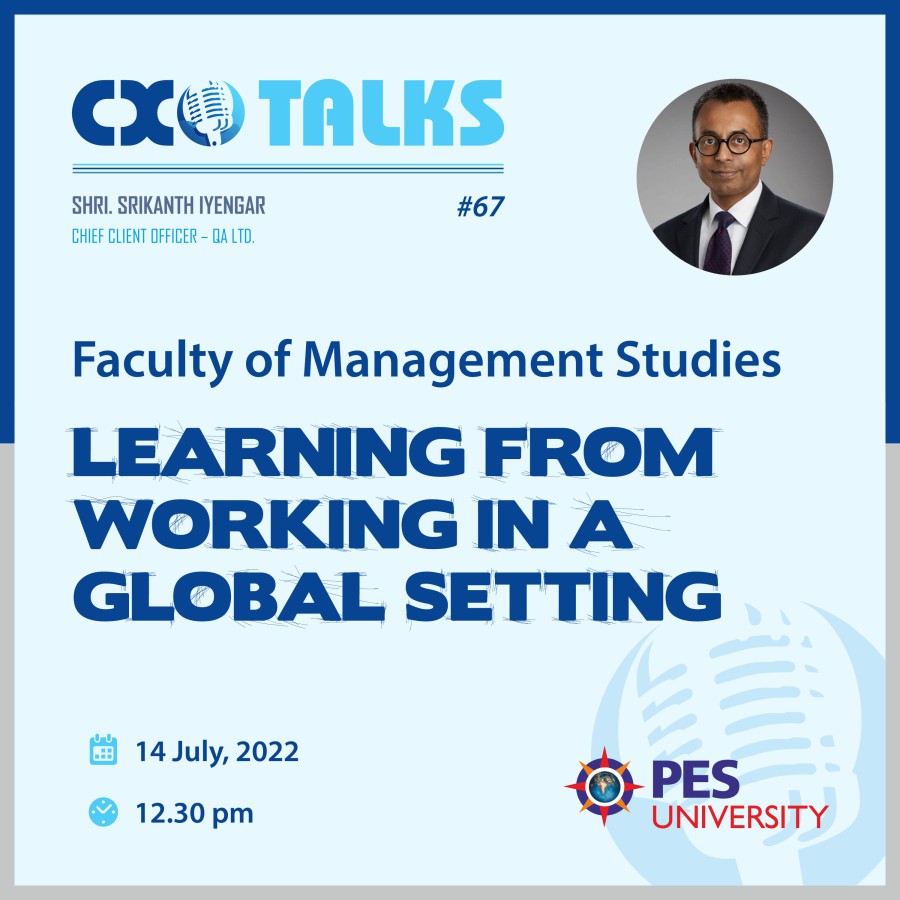 CXO TALKS
SHRI. SRIKANTH IYENGAR
#67
CHIEF CLIENT OFFICER – QA LTD.
Faculty of Management Studies
LEARNING FROM
WORKING IN A
GLOBAL SETTING
14 July, 2022
12.30 pm
PES
UNIVERSITY